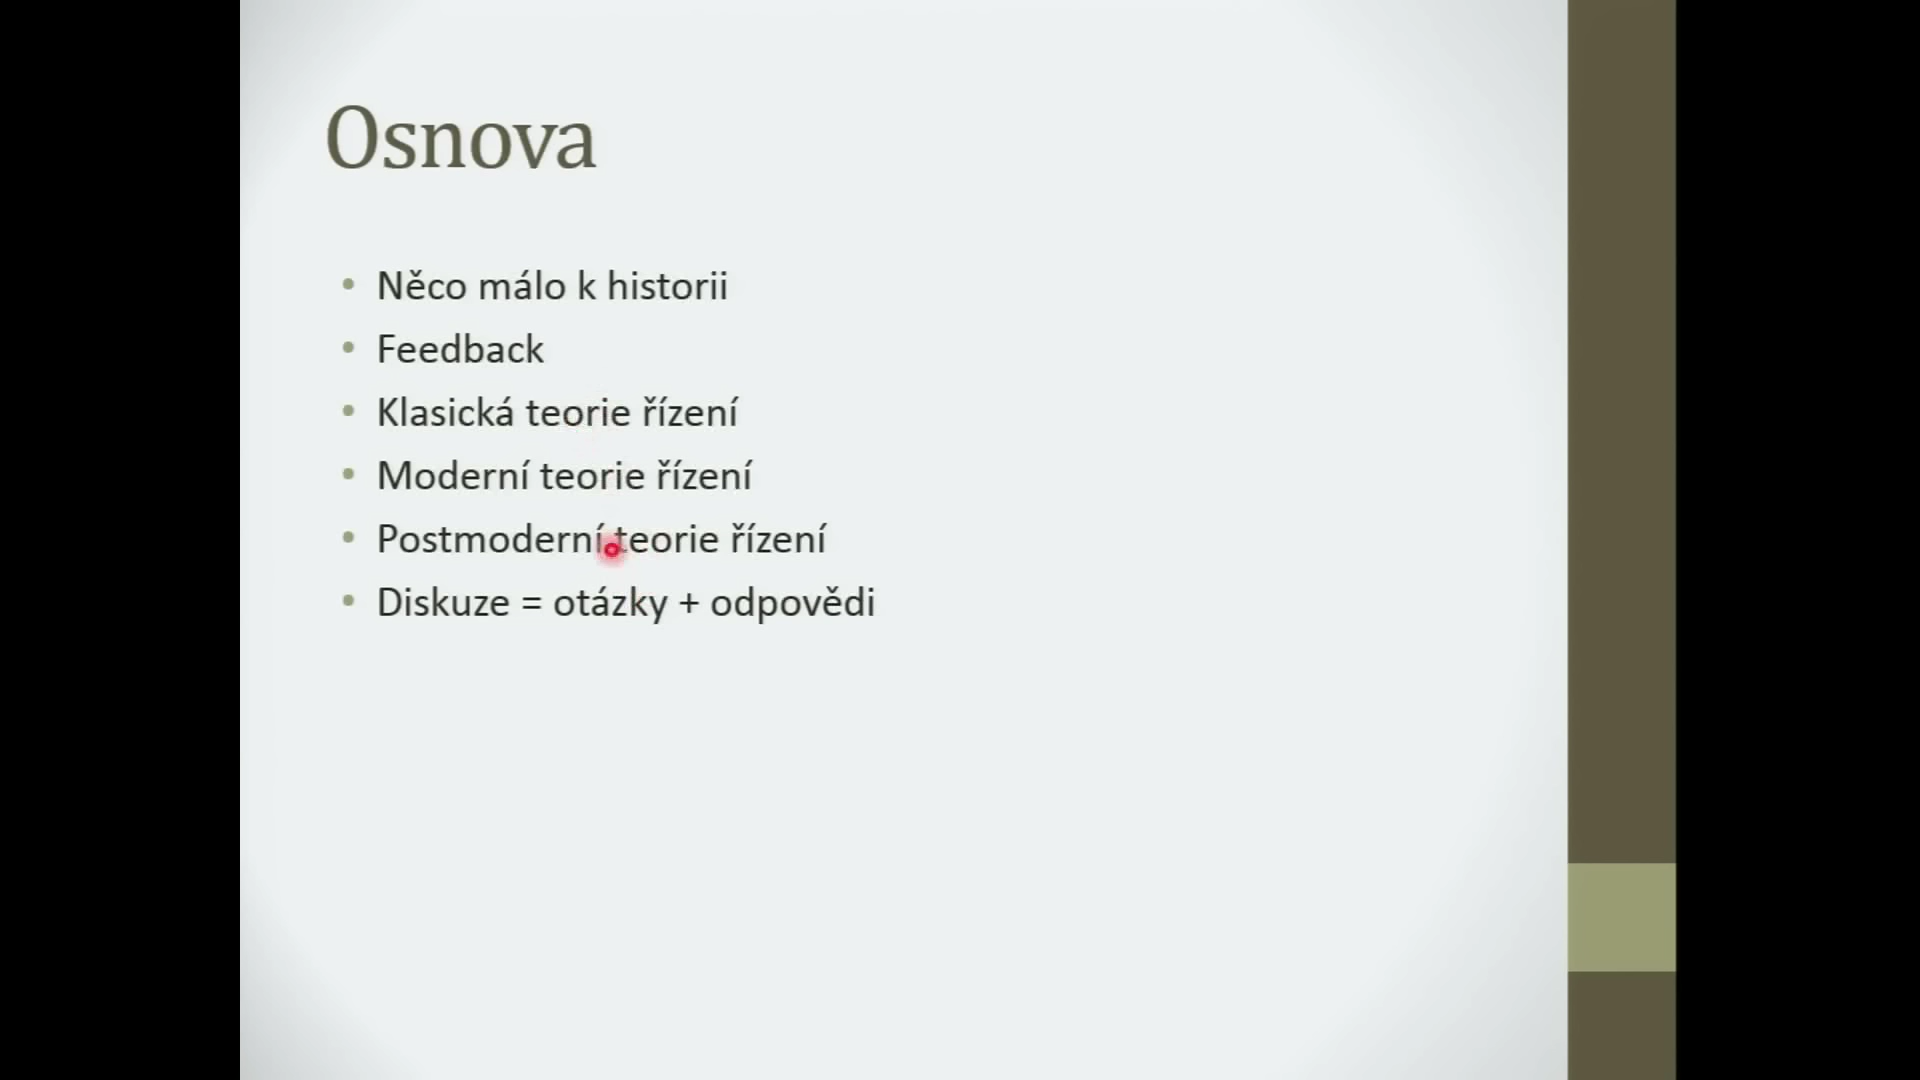 Osnova
• Něco málo k historii
• Feedback
• Klasická teorie řízení
• Moderní teorie řízení
• Postmoderní teorie řízení
• Diskuze = otázky + odpovědi